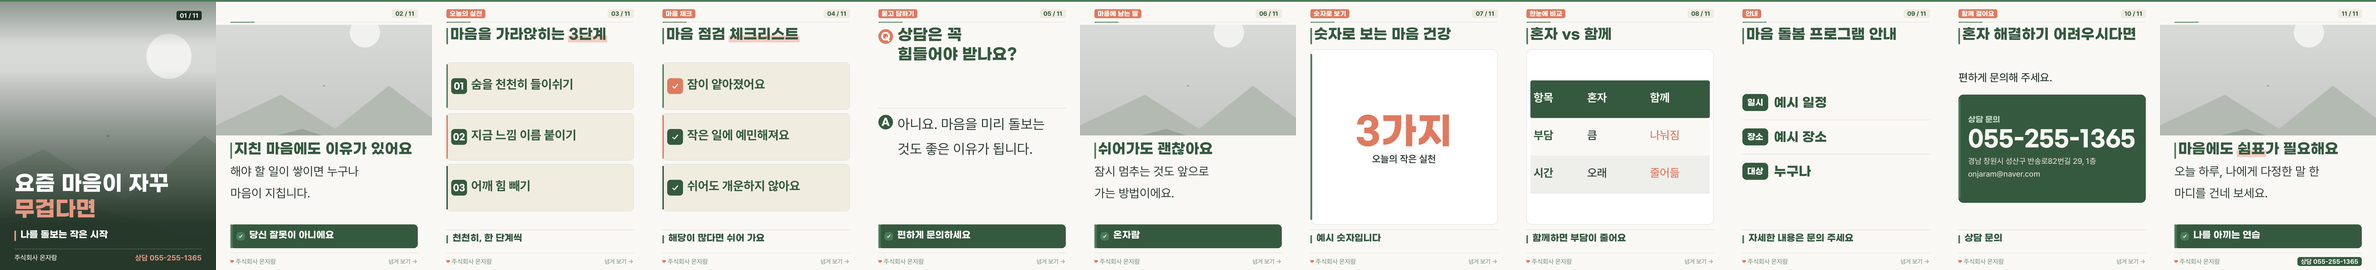 01 / 11
요즘 마음이 자꾸
무겁다면
나를 돌보는 작은 시작
주식회사 온자람
상담 055-255-1365
02 / 11
지친 마음에도 이유가 있어요
해야 할 일이 쌓이면 누구나
마음이 지칩니다.
당신 잘못이 아니에요
주식회사 온자람
넘겨 보기 →
오늘의 실천
03 / 11
마음을 가라앉히는 3단계
01 숨을 천천히 들이쉬기
02 지금 느낌 이름 붙이기
03 어깨 힘 빼기
천천히, 한 단계씩
주식회사 온자람
넘겨 보기 →
마음 체크
04 / 11
마음 점검 체크리스트
잠이 얕아졌어요
작은 일에 예민해져요
쉬어도 개운하지 않아요
해당이 많다면 쉬어 가요
주식회사 온자람
넘겨 보기 →
묻고 답하기
05 / 11
Q 상담은 꼭
힘들어야 받나요?
A 아니요. 마음을 미리 돌보는
것도 좋은 이유가 됩니다.
편하게 문의하세요
주식회사 온자람
넘겨 보기 →
마음에 남는 말
06 / 11
쉬어가도 괜찮아요
잠시 멈추는 것도 앞으로
가는 방법이에요.
온자람
주식회사 온자람
넘겨 보기 →
숫자로 보기
07 / 11
숫자로 보는 마음 건강
3가지
오늘의 작은 실천
예시 숫자입니다
주식회사 온자람
넘겨 보기 →
한눈에 비교
08 / 11
혼자 vs 함께
항목 혼자 함께
부담 큼 나눠짐
시간 오래 줄어듦
함께하면 부담이 줄어요
주식회사 온자람
넘겨 보기 →
안내
09 / 11
마음 돌봄 프로그램 안내
일시 예시 일정
장소 예시 장소
대상 누구나
자세한 내용은 문의 주세요
주식회사 온자람
넘겨 보기 →
함께 걸어요
10 / 11
혼자 해결하기 어려우시다면
편하게 문의해 주세요.
상담 문의
055-255-1365
경남 창원시 성산구 반송로82번길 29, 1층
onjaram@naver.com
상담 문의
주식회사 온자람
넘겨 보기 →
11 / 11
마음에도 쉼표가 필요해요
오늘 하루, 나에게 다정한 말 한
마디를 건네 보세요.
나를 아끼는 연습
주식회사 온자람
상담 055-255-1365